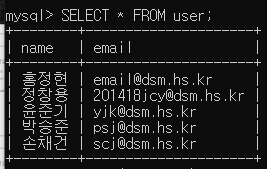 mysql> SELECT * FROM user;
+--------+---------------------+
| name   | email               |
+--------+---------------------+
| 홍정현 | email@dsm.hs.kr |
| 정창용 | 201418jcy@dsm.hs.kr |
| 윤준기 | yjk@dsm.hs.kr |
| 박승준 | psj@dsm.hs.kr |
| 손채건 | scj@dsm.hs.kr |
+--------+---------------------+